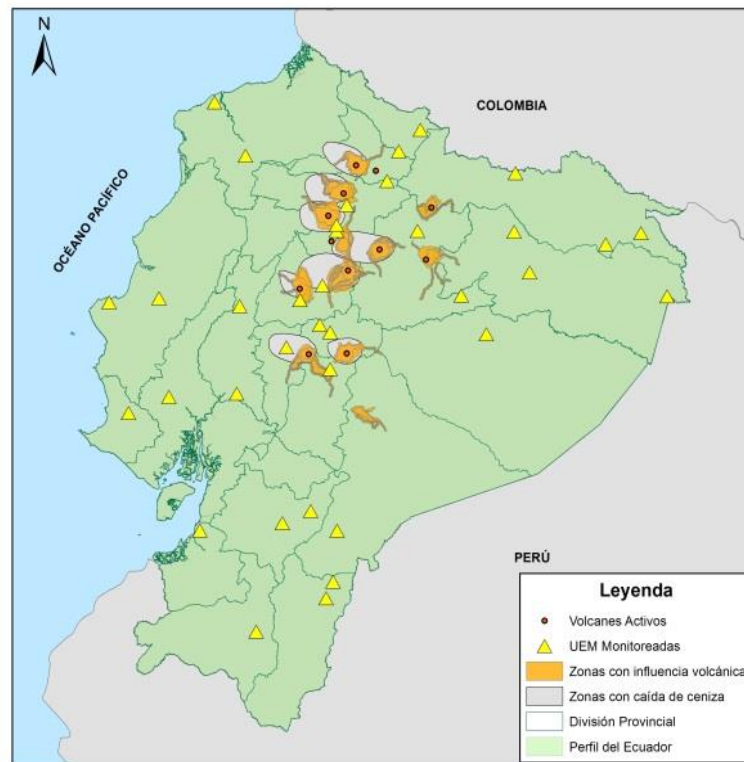 N
COLOMBIA
OCÉANO PACÍFICO
PERÚ
Leyenda
Volcanes Activos
UEM Monitoreadas
Zonas con influencia volcánica
Zonas con caída de ceniza
División Provincial
Perfil del Ecuador